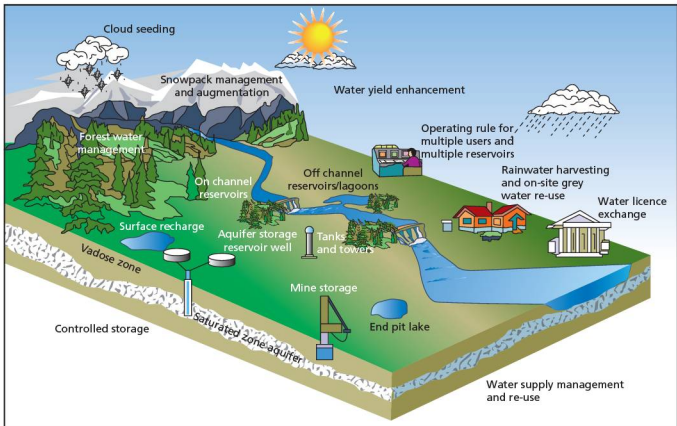 Cloud seeding
Snowpack management
and augmentation
Water yield enhancement
Forest water
management
Operating rule for
multiple users and
multiple reservoirs
Rainwater harvesting
and on-site grey
water re-use
Off channel
reservoirs/lagoons
On channel
reservoirs
Water licence
exchange
Surface recharge
Aquifer storage
reservoir well
Tanks
and towers
Vadose zone
Mine storage
Controlled storage
Saturated zone aquifer
End pit lake
Water supply management
and re-use